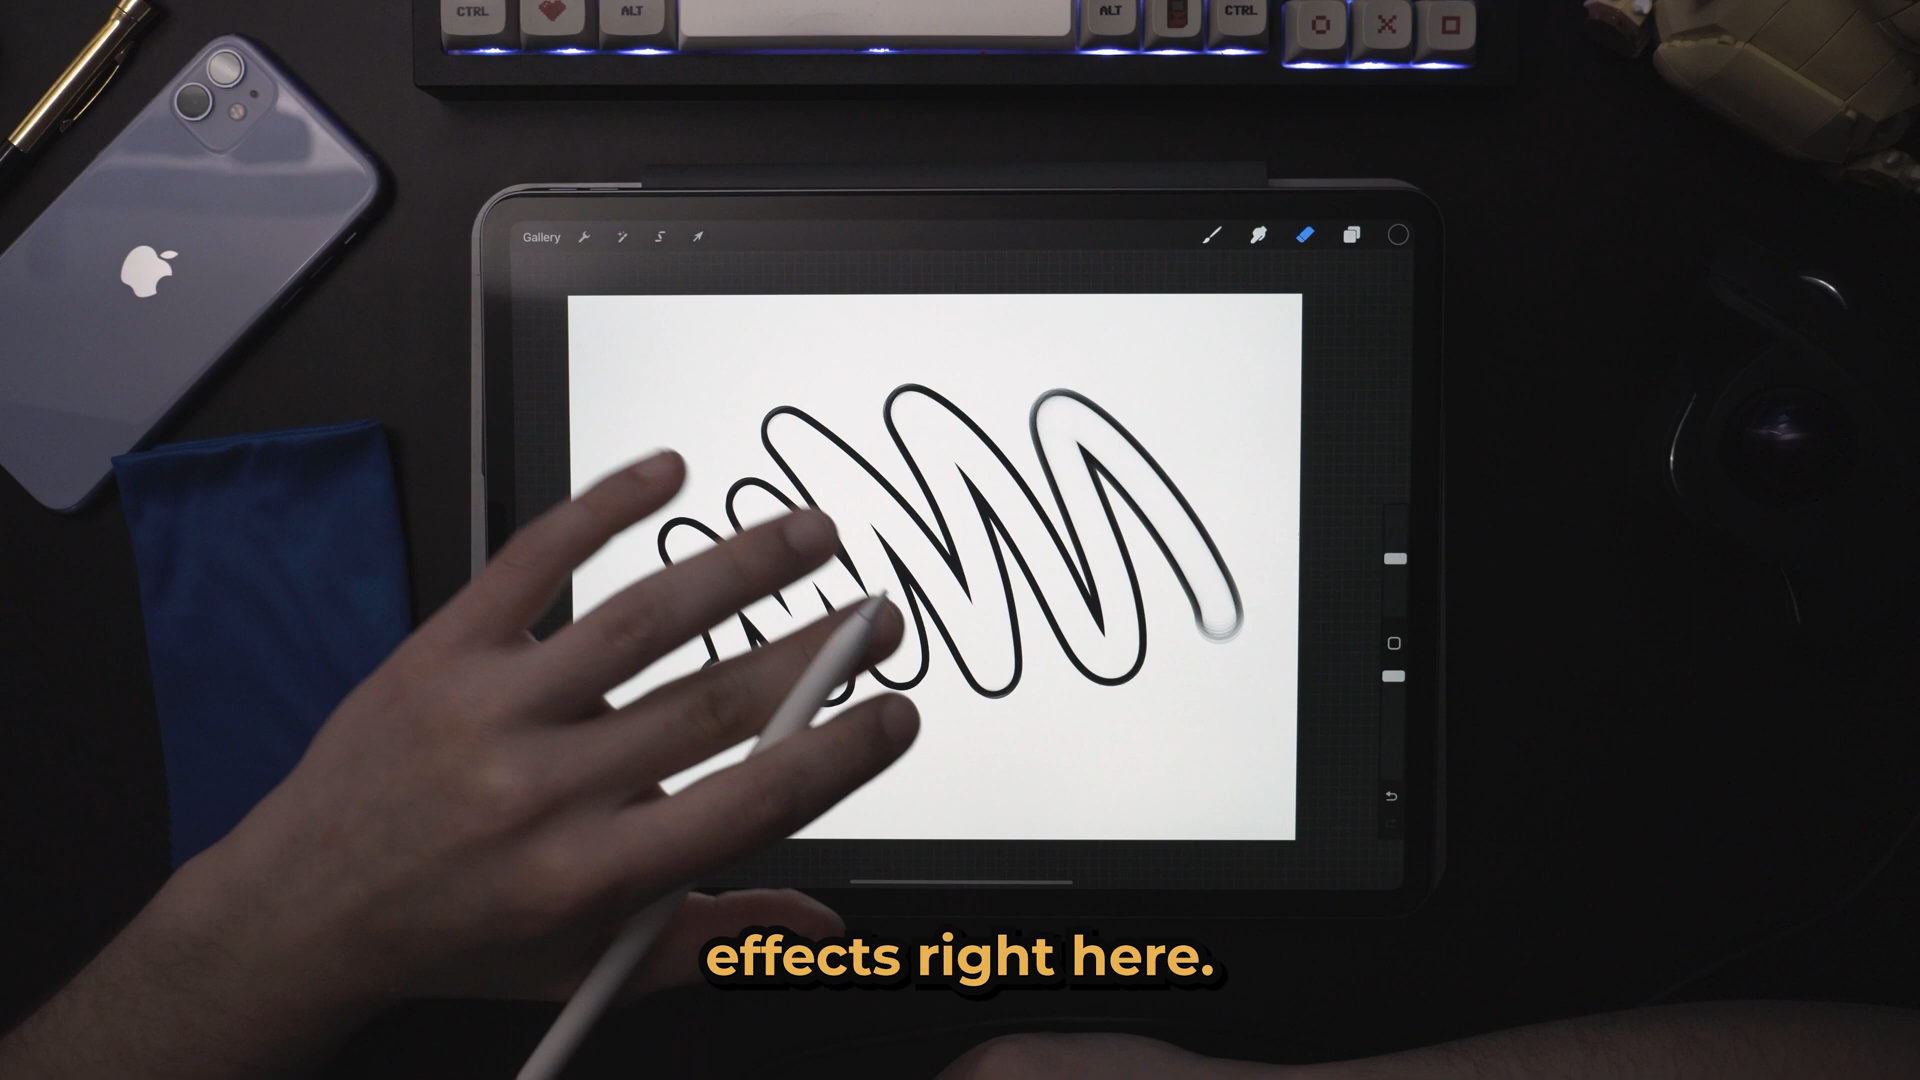 CTRL
ALT
ALT
CTRL
Gallery
effects right here.